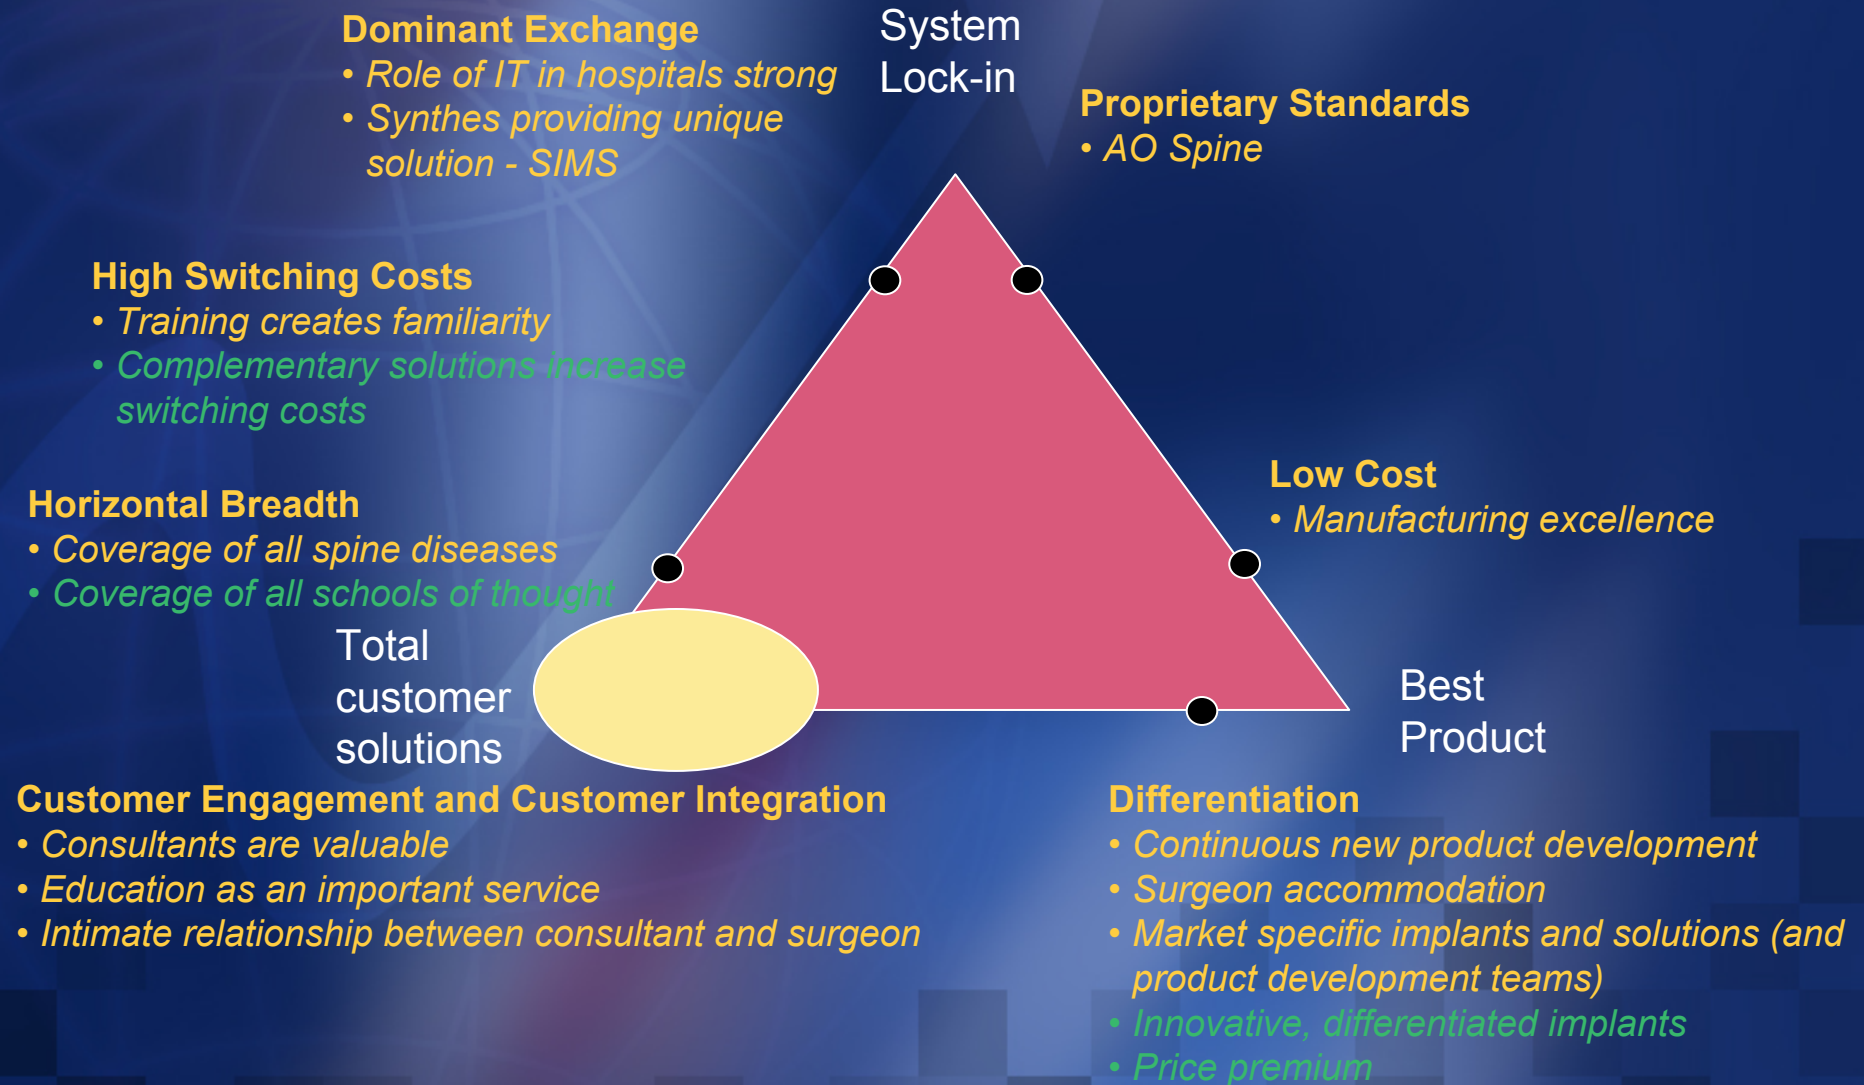 Dominant Exchange
• Role of IT in hospitals strong
• Synthes providing unique
solution - SIMS
System
Lock-in
Proprietary Standards
• AO Spine
High Switching Costs
• Training creates familiarity
• Complementary solutions increase
switching costs
Low Cost
• Manufacturing excellence
Horizontal Breadth
• Coverage of all spine diseases
• Coverage of all schools of thought
Total
customer
solutions
Best
Product
Customer Engagement and Customer Integration
• Consultants are valuable
• Education as an important service
• Intimate relationship between consultant and surgeon
Differentiation
• Continuous new product development
• Surgeon accommodation
• Market specific implants and solutions (and
product development teams)
• Innovative, differentiated implants
• Price premium